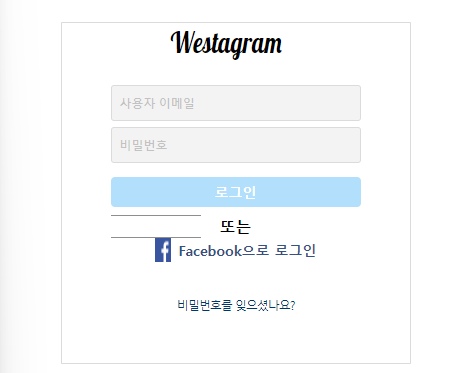 Westagram
사용자 이메일
비밀번호
로그인
또는
Facebook으로 로그인
비밀번호를 잊으셨나요?